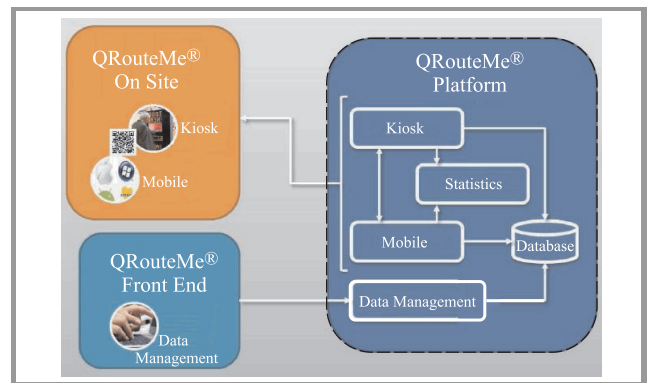 QRouteMe®
On Site
Kiosk
Mobile
QRouteMe®
Front End
Data
Management
QRouteMe®
Platform
Kiosk
Statistics
Mobile
Database
Data Management